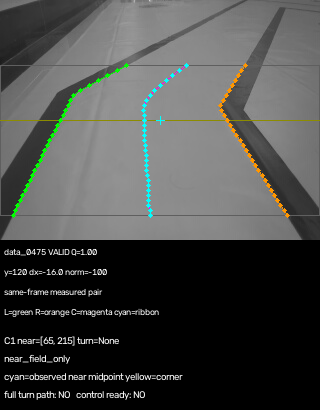 data_0475 VALID Q=1.00
y=120 dx=-16.0 norm=-100
same-frame measured pair
L=green R=orange C=magenta cyan=ribbon
C1 near=[65, 215] turn=None
near_field_only
cyan=observed near midpoint yellow=corner
full turn path: NO control ready: NO